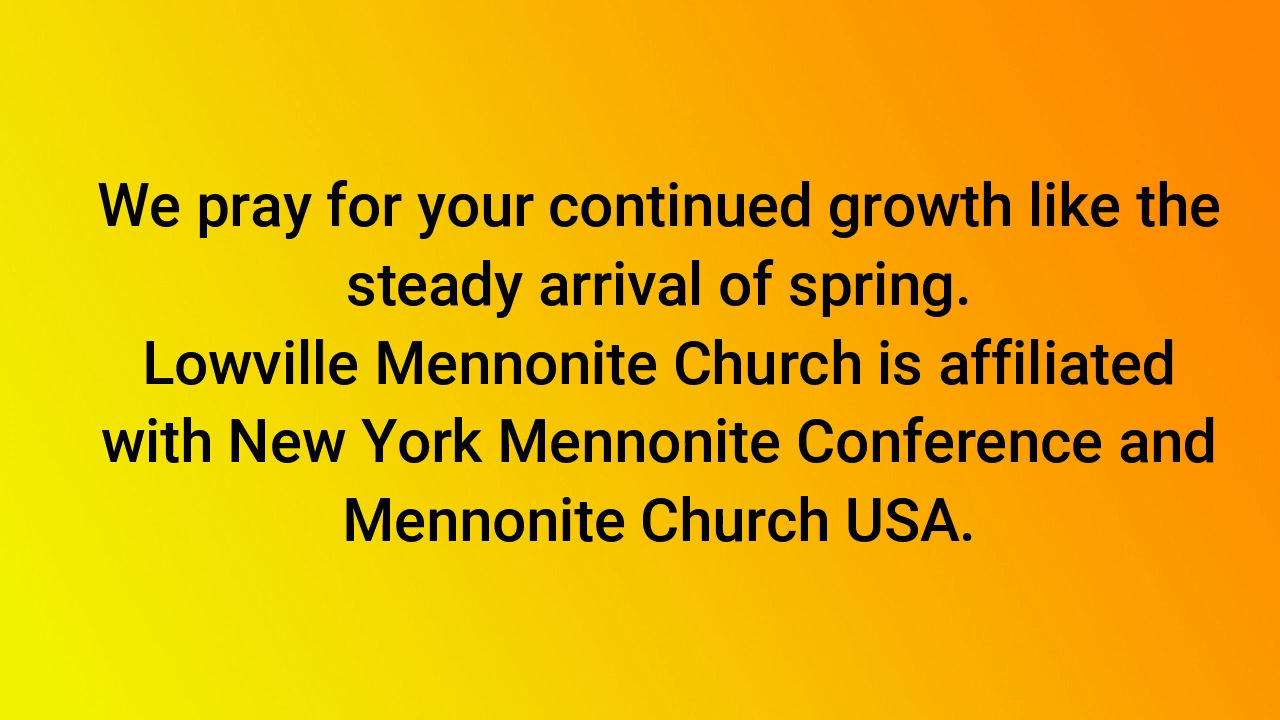 We pray for your continued growth like the
steady arrival of spring.
Lowville Mennonite Church is affiliated
with New York Mennonite Conference and
Mennonite Church USA.